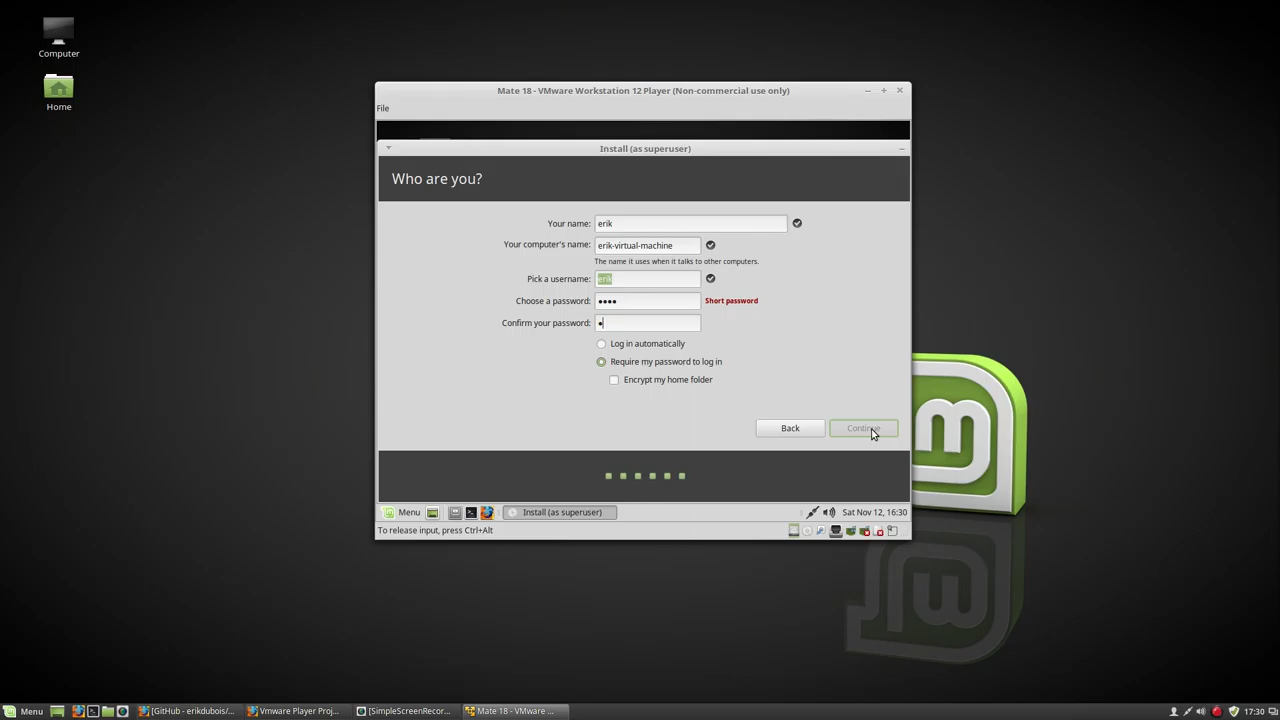 Computer
Home
Mate 18 - VMware Workstation 12 Player (Non-commercial use only)
File
Install (as superuser)
Who are you?
Your name: erik
Your computer's name: erik-virtual-machine
The name it uses when it talks to other computers.
Pick a username: erik
Choose a password: •••• Short password
Confirm your password: •
Log in automatically
Require my password to log in
Encrypt my home folder
Back Continue
Menu Install (as superuser) Sat Nov 12, 16:30
To release input, press Ctrl+Alt
Menu [GitHub - erikdubois/... Vmware Player Proj... [SimpleScreenRecor... Mate 18 - VMware ... 17:30